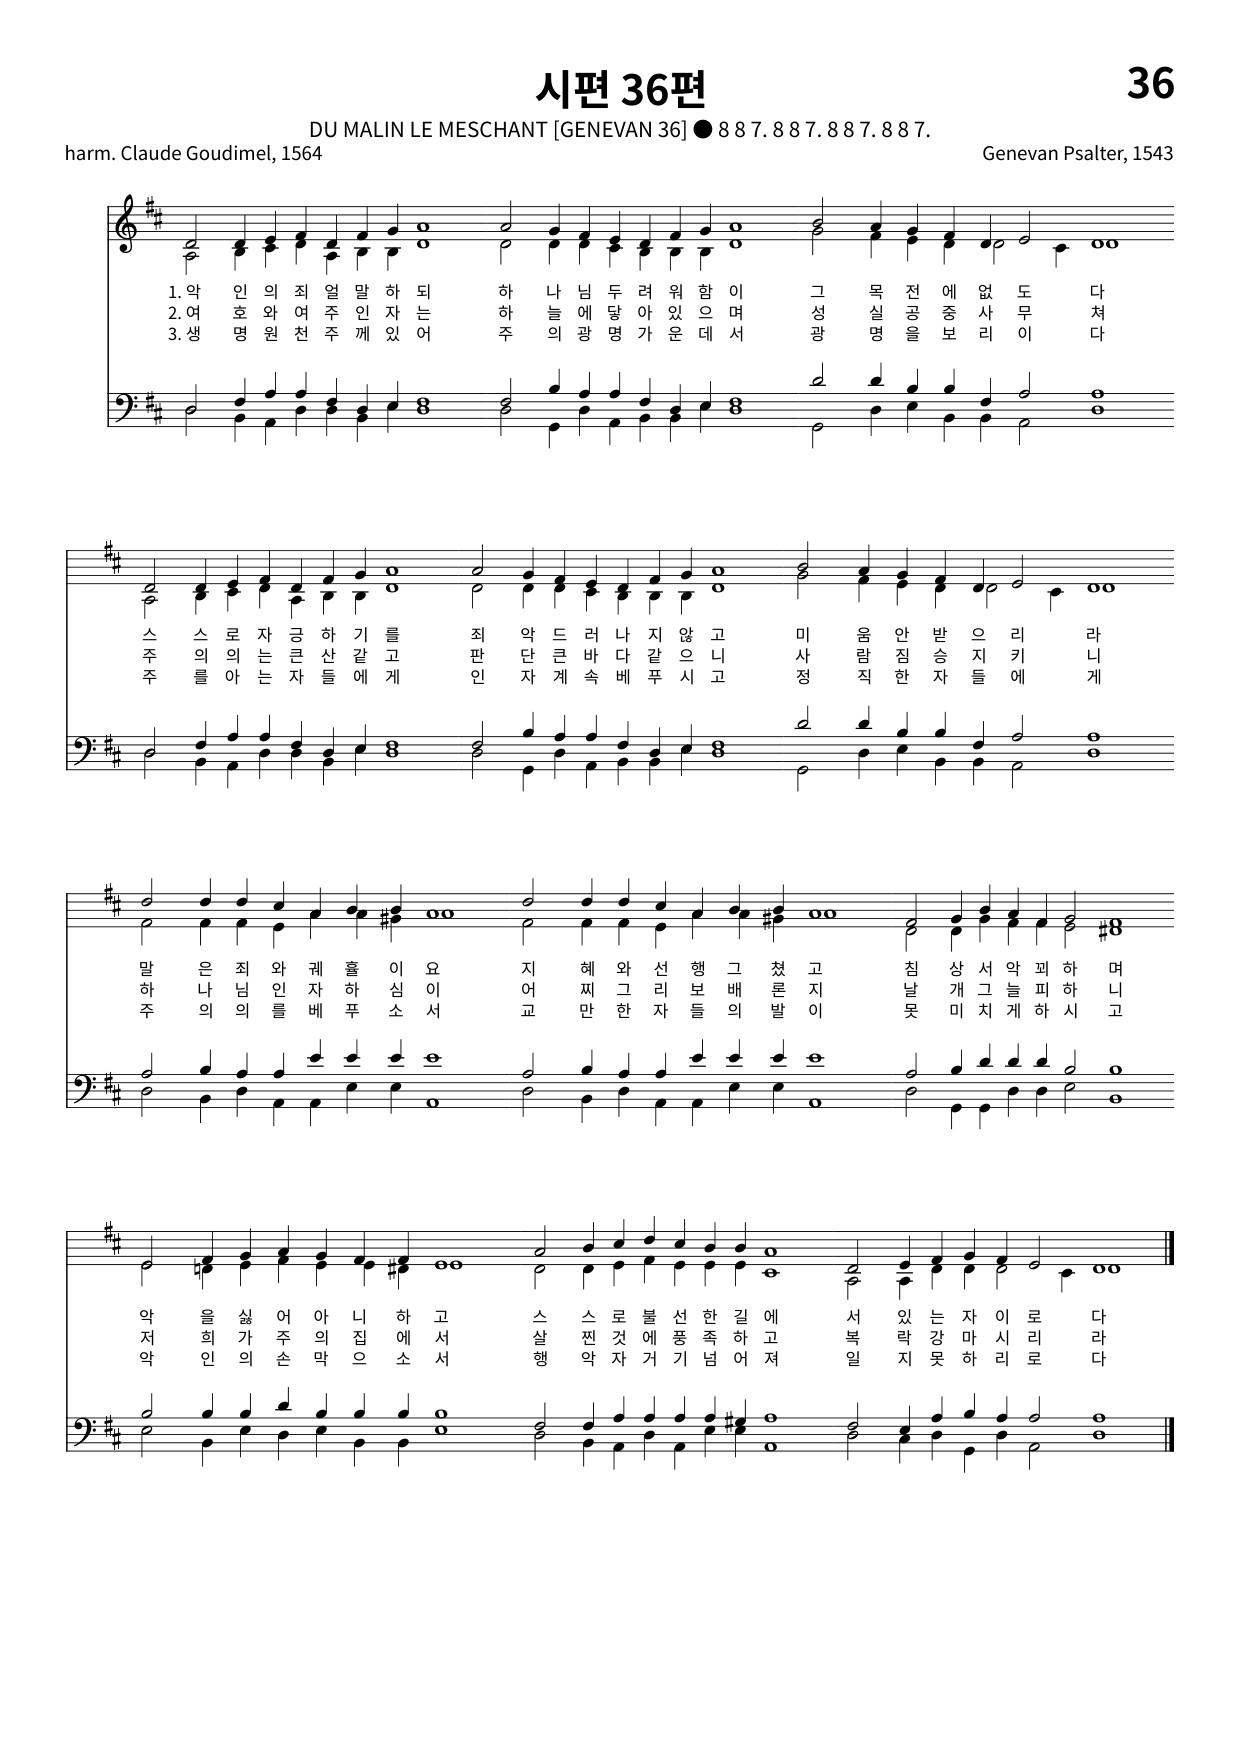 시편 36편
36
DU MALIN LE MESCHANT [GENEVAN 36] ● 8 8 7. 8 8 7. 8 8 7. 8 8 7.
harm. Claude Goudimel, 1564
Genevan Psalter, 1543
1. 악 인 의 죄 얼 말 하 되 하 나 님 두 려 워 함 이 그 목 전 에 없 도 다
2. 여 호 와 여 주 인 자 는 하 늘 에 닿 아 있 으 며 성 실 공 중 사 무 쳐
3. 생 명 원 천 주 께 있 어 주 의 광 명 가 운 데 서 광 명 을 보 리 이 다
스 스 로 자 긍 하 기 를 죄 악 드 러 나 지 않 고 미 움 안 받 으 리 라
주 의 의 는 큰 산 같 고 판 단 큰 바 다 같 으 니 사 람 짐 승 지 키 니
주 를 아 는 자 들 에 게 인 자 계 속 베 푸 시 고 정 직 한 자 들 에 게
말 은 죄 와 궤 휼 이 요 지 혜 와 선 행 그 쳤 고 침 상 서 악 꾀 하 며
하 나 님 인 자 하 심 이 어 찌 그 리 보 배 론 지 날 개 그 늘 피 하 니
주 의 의 를 베 푸 소 서 교 만 한 자 들 의 발 이 못 미 치 게 하 시 고
악 을 싫 어 아 니 하 고 스 스 로 불 선 한 길 에 서 있 는 자 이 로 다
저 희 가 주 의 집 에 서 살 찐 것 에 풍 족 하 고 복 락 강 마 시 리 라
악 인 의 손 막 으 소 서 행 악 자 거 기 넘 어 져 일 지 못 하 리 로 다